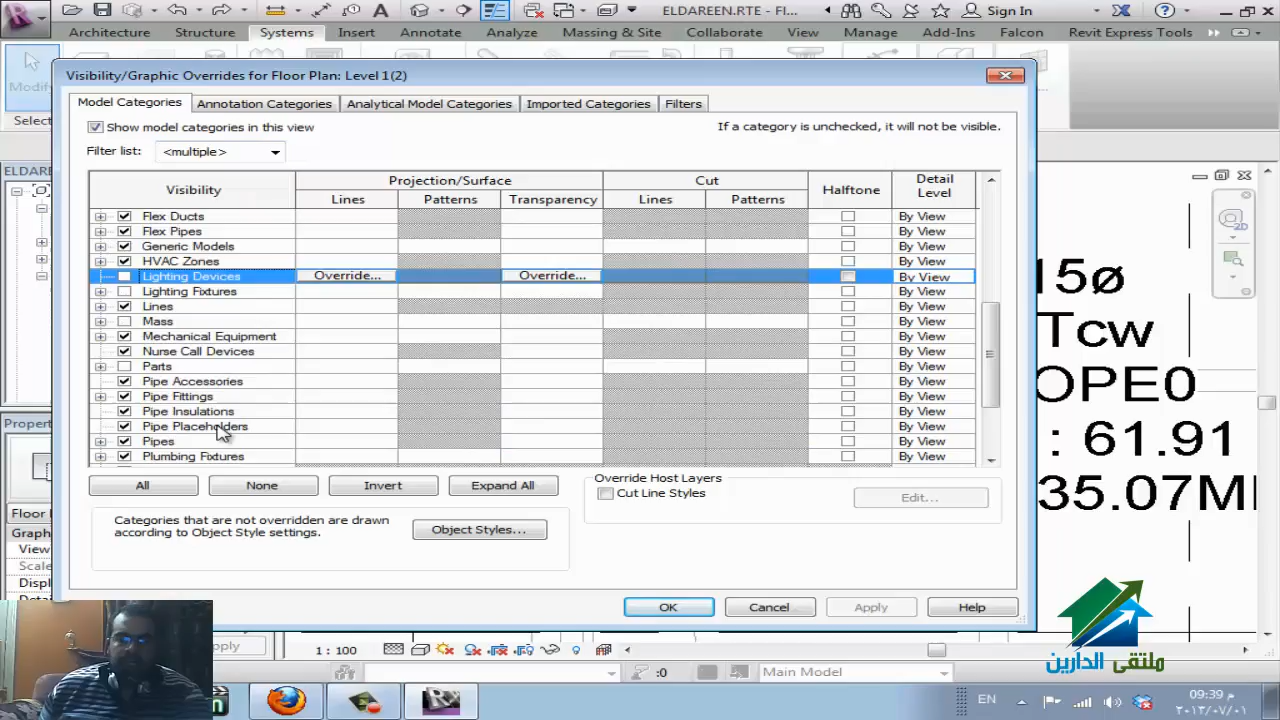 ELDAREEN.RTE - FI...
Sign In
Architecture
Structure
Systems
Insert
Annotate
Analyze
Massing & Site
Collaborate
View
Manage
Add-Ins
Falcon
Revit Express Tools
Modify
Select
Visibility/Graphic Overrides for Floor Plan: Level 1(2)
Model Categories
Annotation Categories
Analytical Model Categories
Imported Categories
Filters
Show model categories in this view
If a category is unchecked, it will not be visible.
Filter list:
<multiple>
Visibility
Projection/Surface
Cut
Halftone
Detail Level
Lines
Patterns
Transparency
Lines
Patterns
Flex Ducts By View
Flex Pipes By View
Generic Models By View
HVAC Zones By View
Lighting Devices Override... Override... By View
Lighting Fixtures By View
Lines By View
Mass By View
Mechanical Equipment By View
Nurse Call Devices By View
Parts By View
Pipe Accessories By View
Pipe Fittings By View
Pipe Insulations By View
Pipe Placeholders By View
Pipes By View
Plumbing Fixtures By View
All
None
Invert
Expand All
Override Host Layers
Cut Line Styles
Edit...
Categories that are not overridden are drawn
according to Object Style settings.
Object Styles...
OK
Cancel
Apply
Help
ELDAR
Propert
Floor
Graph
View
Scale
Displ
15ø
Tcw
OPE0
: 61.91
35.07M
1 : 100
:0
Main Model
ملتقى الدارين
EN
09:39 م
٢٠١٣/٠٧/٠١